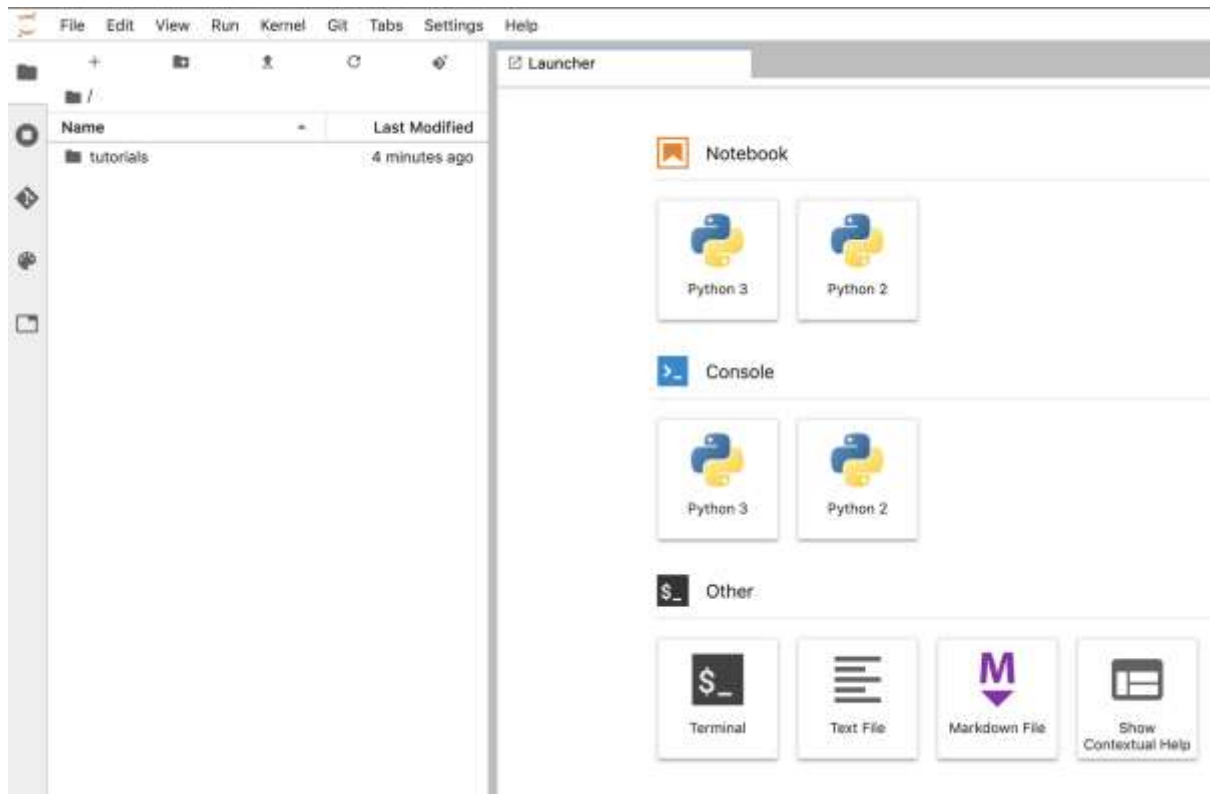 File Edit View Run Kernel Git Tabs Settings Help
Launcher
/
Name Last Modified
tutorials 4 minutes ago
Notebook
Python 3 Python 2
>_ Console
Python 3 Python 2
$_ Other
$_ M
Terminal Text File Markdown File Show
Contextual Help